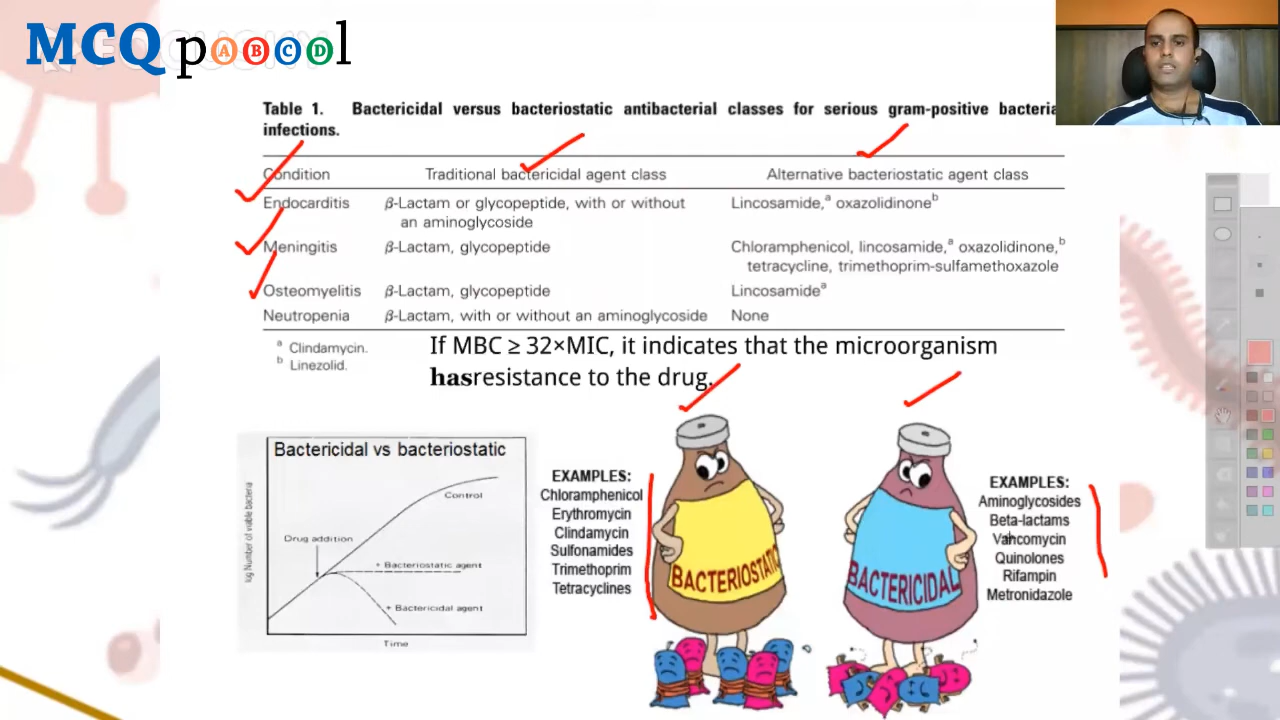 MCQ pABCDl
Table 1. Bactericidal versus bacteriostatic antibacterial classes for serious gram-positive bacteria
infections.
Condition Traditional bactericidal agent class Alternative bacteriostatic agent class
Endocarditis β-Lactam or glycopeptide, with or without Lincosamide,a oxazolidinoneb
an aminoglycoside
Meningitis β-Lactam, glycopeptide Chloramphenicol, lincosamide,a oxazolidinone,b
tetracycline, trimethoprim-sulfamethoxazole
Osteomyelitis β-Lactam, glycopeptide Lincosamidea
Neutropenia β-Lactam, with or without an aminoglycoside None
a Clindamycin.
b Linezolid.
If MBC ≥ 32×MIC, it indicates that the microorganism
hasresistance to the drug.
Bactericidal vs bacteriostatic
log Number of viable bacteria
Control
Drug addition
+ Bacteriostatic agent
+ Bactericidal agent
Time
EXAMPLES:
Chloramphenicol
Erythromycin
Clindamycin
Sulfonamides
Trimethoprim
Tetracyclines
BACTERIOSTATIC
BACTERICIDAL
EXAMPLES:
Aminoglycosides
Beta-lactams
Vancomycin
Quinolones
Rifampin
Metronidazole